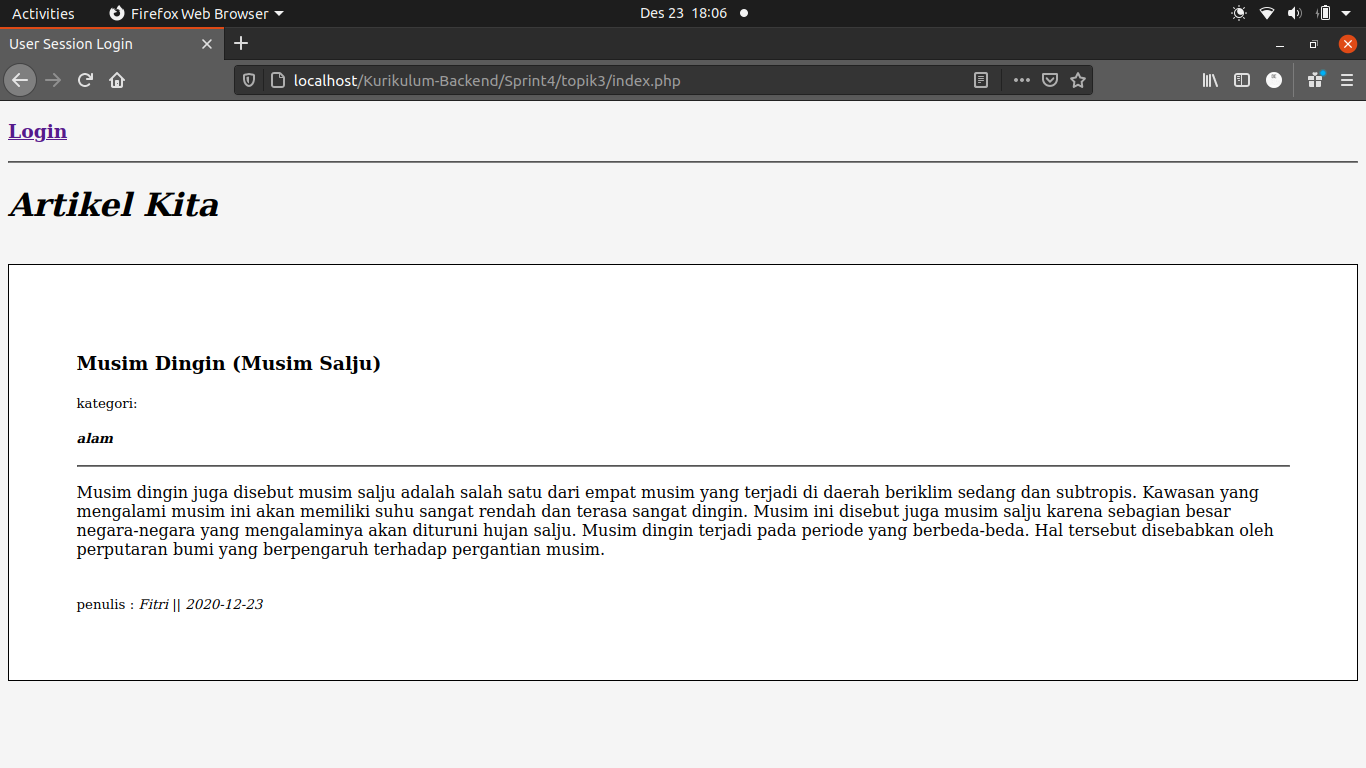 Activities
Firefox Web Browser
Des 23 18:06
User Session Login
localhost/Kurikulum-Backend/Sprint4/topik3/index.php
Login
Artikel Kita
Musim Dingin (Musim Salju)
kategori:
alam
Musim dingin juga disebut musim salju adalah salah satu dari empat musim yang terjadi di daerah beriklim sedang dan subtropis. Kawasan yang
mengalami musim ini akan memiliki suhu sangat rendah dan terasa sangat dingin. Musim ini disebut juga musim salju karena sebagian besar
negara-negara yang mengalaminya akan dituruni hujan salju. Musim dingin terjadi pada periode yang berbeda-beda. Hal tersebut disebabkan oleh
perputaran bumi yang berpengaruh terhadap pergantian musim.
penulis : Fitri || 2020-12-23